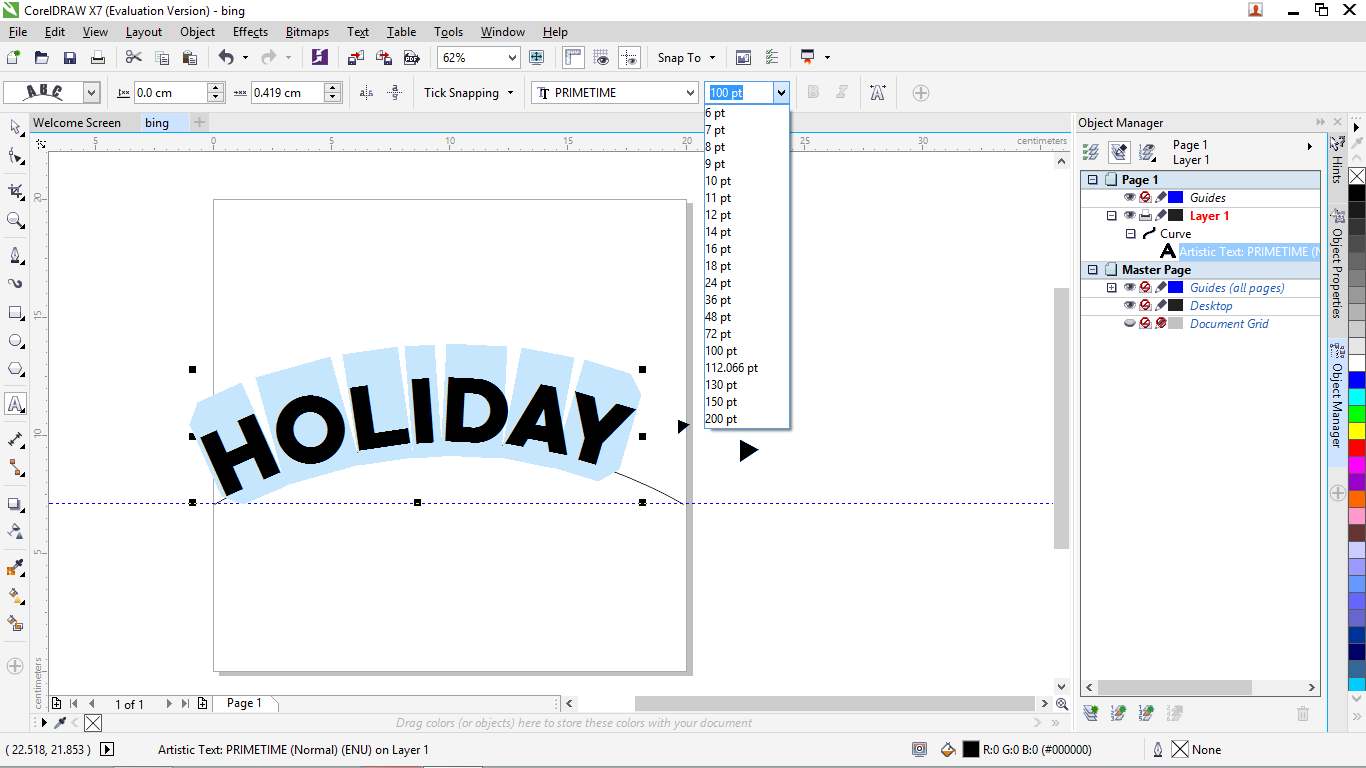 CorelDRAW X7 (Evaluation Version) - bing
File Edit View Layout Object Effects Bitmaps Text Table Tools Window Help
62% Snap To
ABC 0.0 cm 0.419 cm Tick Snapping PRIMETIME 100 pt
Welcome Screen bing
5 0 5 10 15 20 25 30 centimeters
20
15
10
5
centimeters
6 pt
7 pt
8 pt
9 pt
10 pt
11 pt
12 pt
14 pt
16 pt
18 pt
24 pt
36 pt
48 pt
72 pt
100 pt
112.066 pt
130 pt
150 pt
200 pt
HOLIDAY
Object Manager
Page 1
Layer 1
Page 1
Guides
Layer 1
Curve
Artistic Text: PRIMETIME (N
Master Page
Guides (all pages)
Desktop
Document Grid
Hints
Object Properties
Object Manager
1 of 1 Page 1
Drag colors (or objects) here to store these colors with your document
( 22.518, 21.853 ) Artistic Text: PRIMETIME (Normal) (ENU) on Layer 1 R:0 G:0 B:0 (#000000) None